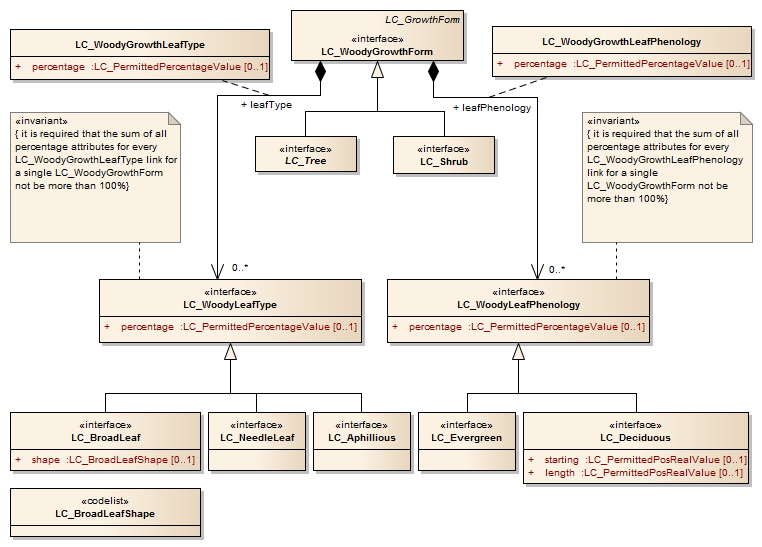 LC_GrowthForm
«interface»
LC_WoodyGrowthForm
LC_WoodyGrowthLeafType
+ percentage :LC_PermittedPercentageValue [0..1]
LC_WoodyGrowthLeafPhenology
+ percentage :LC_PermittedPercentageValue [0..1]
+ leafType
+ leafPhenology
«invariant»
{ it is required that the sum of all
percentage attributes for every
LC_WoodyGrowthLeafType link for
a single LC_WoodyGrowthForm
not be more than 100%}
«interface»
LC_Tree
«interface»
LC_Shrub
«invariant»
{ it is required that the sum of all
percentage attributes for every
LC_WoodyGrowthLeafPhenology
link for a single
LC_WoodyGrowthForm not be
more than 100%}
0..*
0..*
«interface»
LC_WoodyLeafType
+ percentage :LC_PermittedPercentageValue [0..1]
«interface»
LC_WoodyLeafPhenology
+ percentage :LC_PermittedPercentageValue [0..1]
«interface»
LC_BroadLeaf
+ shape :LC_BroadLeafShape [0..1]
«interface»
LC_NeedleLeaf
«interface»
LC_Aphillious
«interface»
LC_Evergreen
«interface»
LC_Deciduous
+ starting :LC_PermittedPosRealValue [0..1]
+ length :LC_PermittedPosRealValue [0..1]
«codelist»
LC_BroadLeafShape